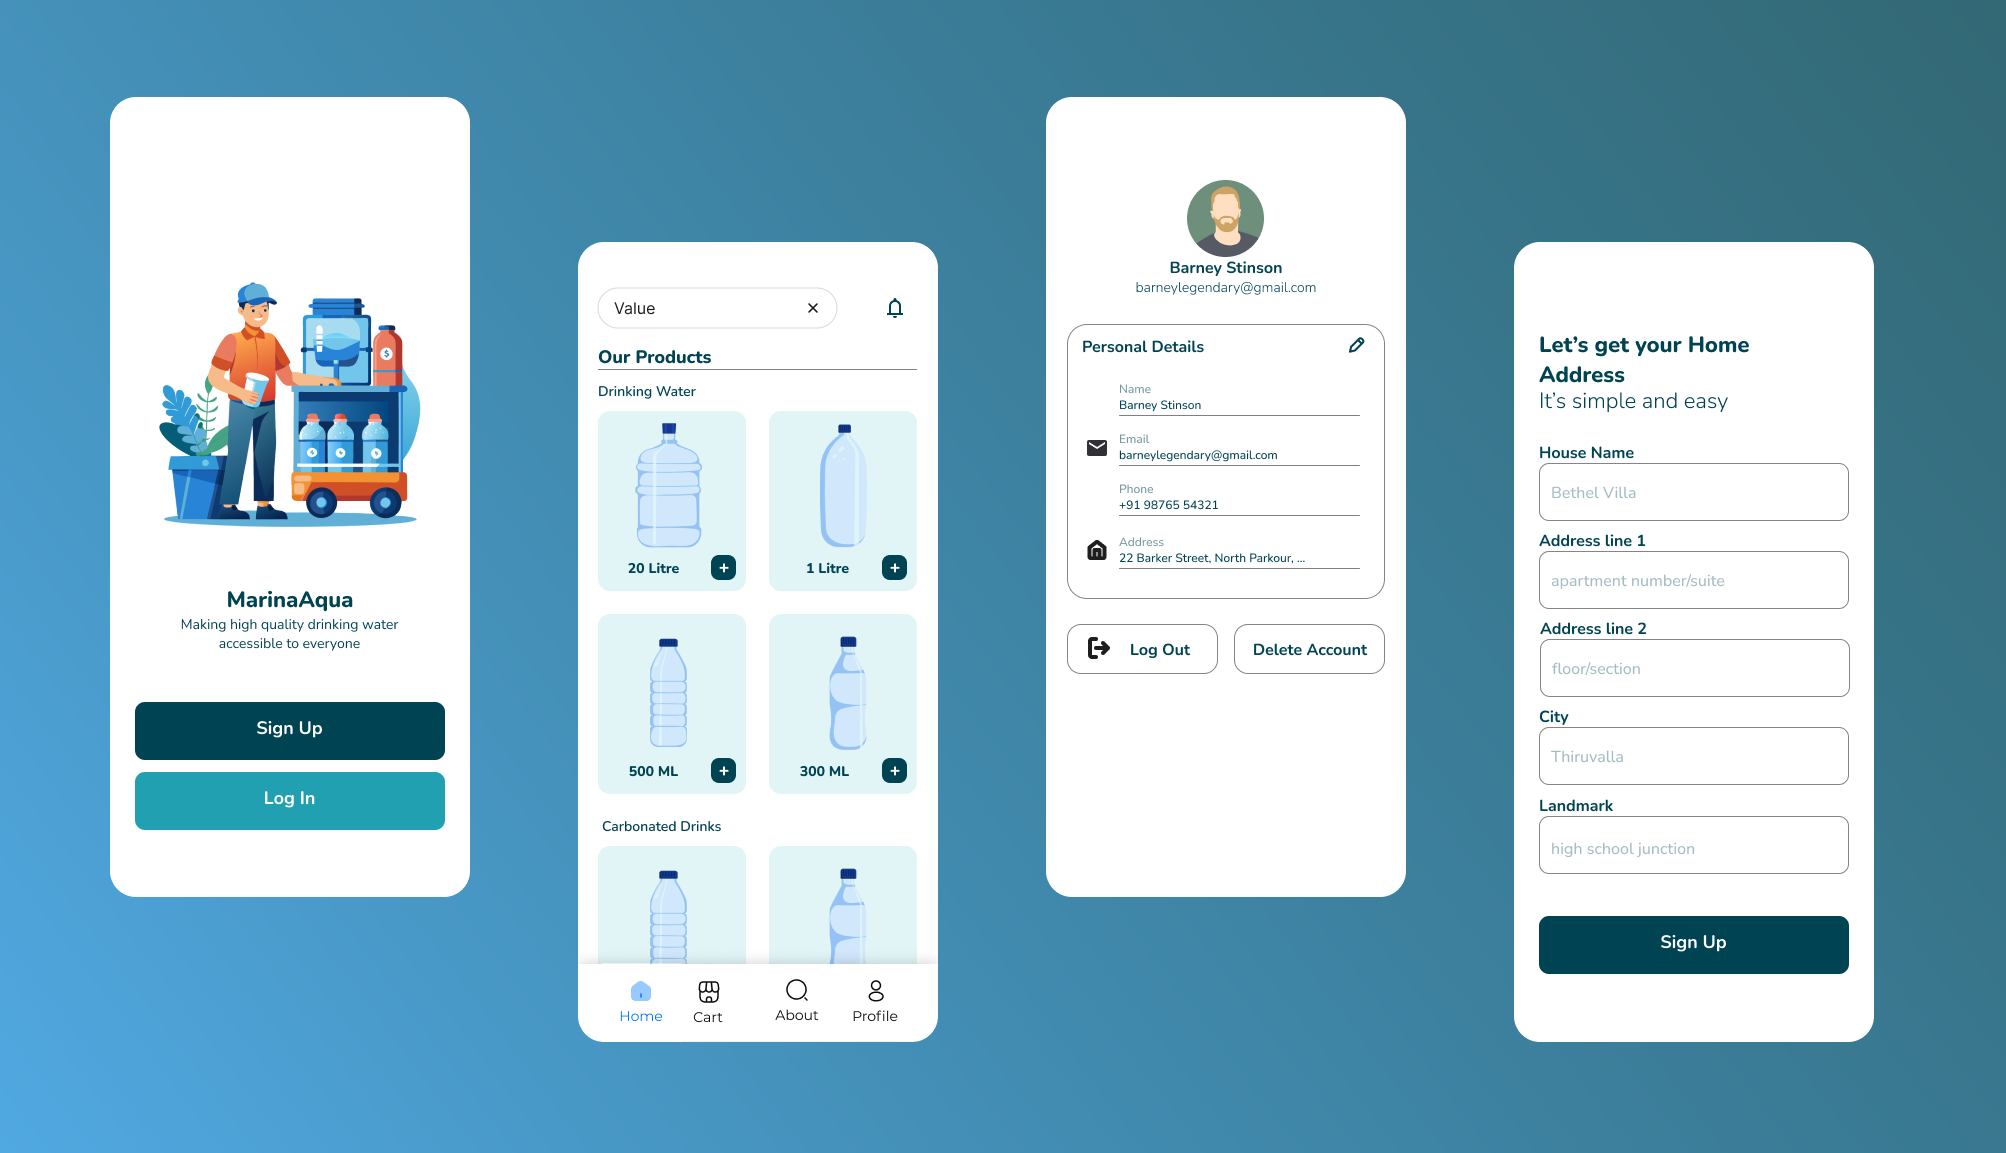 MarinaAqua
Making high quality drinking water
accessible to everyone
Sign Up
Log In
Value
Our Products
Drinking Water
20 Litre
1 Litre
500 ML
300 ML
Carbonated Drinks
Home
Cart
About
Profile
Barney Stinson
barneylegendary@gmail.com
Personal Details
Name
Barney Stinson
Email
barneylegendary@gmail.com
Phone
+91 98765 54321
Address
22 Barker Street, North Parkour, ...
Log Out
Delete Account
Let’s get your Home
Address
It’s simple and easy
House Name
Bethel Villa
Address line 1
apartment number/suite
Address line 2
floor/section
City
Thiruvalla
Landmark
high school junction
Sign Up